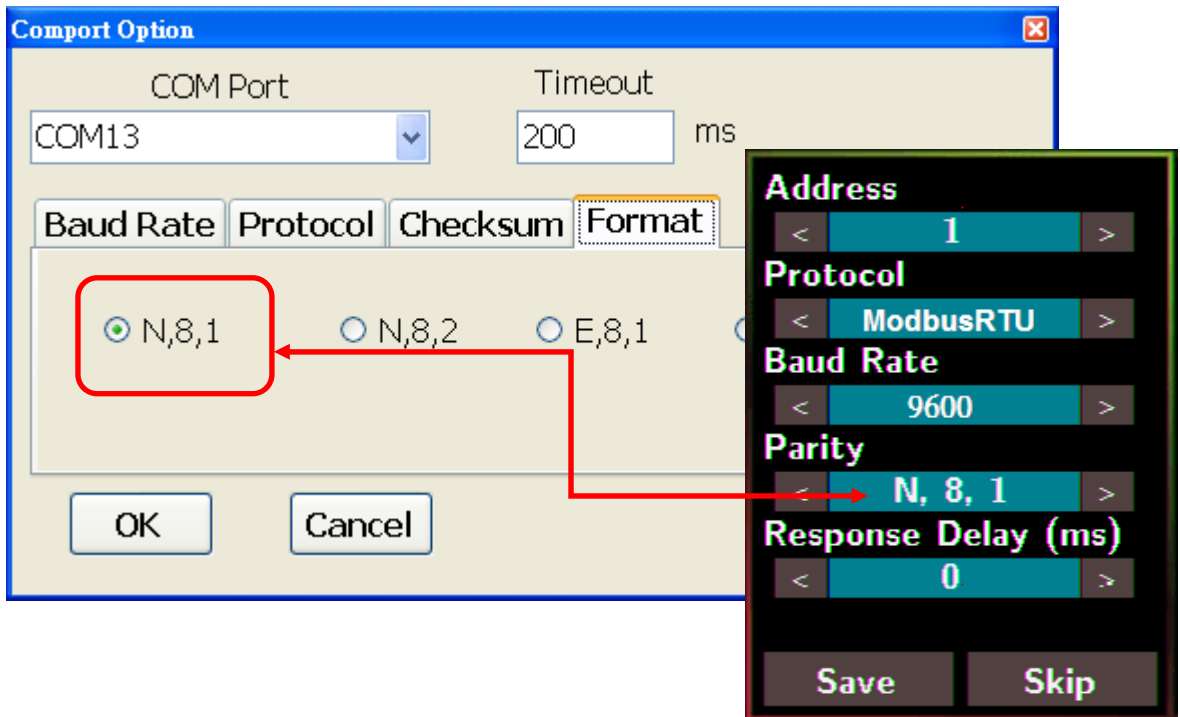 Comport Option
COM Port
Timeout
COM13
200
ms
Baud Rate
Protocol
Checksum
Format
N,8,1
N,8,2
E,8,1
OK
Cancel
Address
< 1 >
Protocol
< ModbusRTU >
Baud Rate
< 9600 >
Parity
< N, 8, 1 >
Response Delay (ms)
< 0 >
Save
Skip